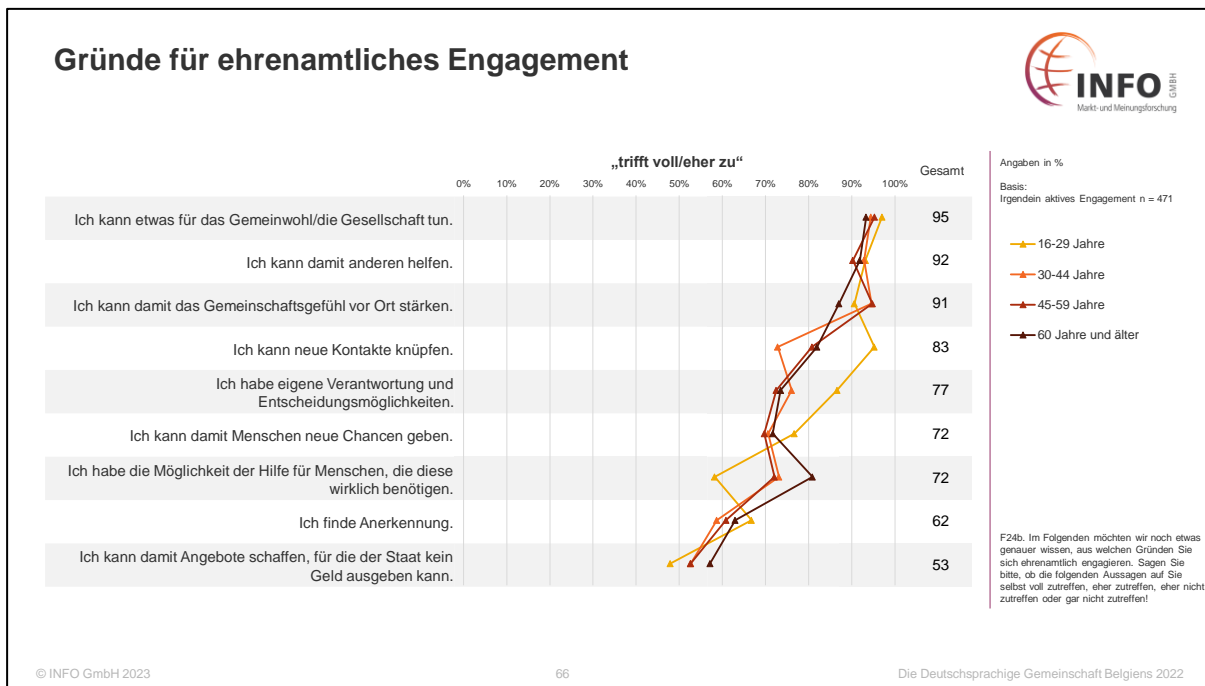 Gründe für ehrenamtliches Engagement
INFO
GMBH
Markt- und Meinungsforschung
„trifft voll/eher zu“
Gesamt
0% 10% 20% 30% 40% 50% 60% 70% 80% 90% 100%
Ich kann etwas für das Gemeinwohl/die Gesellschaft tun. 95
Ich kann damit anderen helfen. 92
Ich kann damit das Gemeinschaftsgefühl vor Ort stärken. 91
Ich kann neue Kontakte knüpfen. 83
Ich habe eigene Verantwortung und
Entscheidungsmöglichkeiten. 77
Ich kann damit Menschen neue Chancen geben. 72
Ich habe die Möglichkeit der Hilfe für Menschen, die diese
wirklich benötigen. 72
Ich finde Anerkennung. 62
Ich kann damit Angebote schaffen, für die der Staat kein
Geld ausgeben kann. 53
Angaben in %
Basis:
Irgendein aktives Engagement n = 471
16-29 Jahre
30-44 Jahre
45-59 Jahre
60 Jahre und älter
F24b. Im Folgenden möchten wir noch etwas
genauer wissen, aus welchen Gründen Sie
sich ehrenamtlich engagieren. Sagen Sie
bitte, ob die folgenden Aussagen auf Sie
selbst voll zutreffen, eher zutreffen, eher nicht
zutreffen oder gar nicht zutreffen!
© INFO GmbH 2023
66
Die Deutschsprachige Gemeinschaft Belgiens 2022